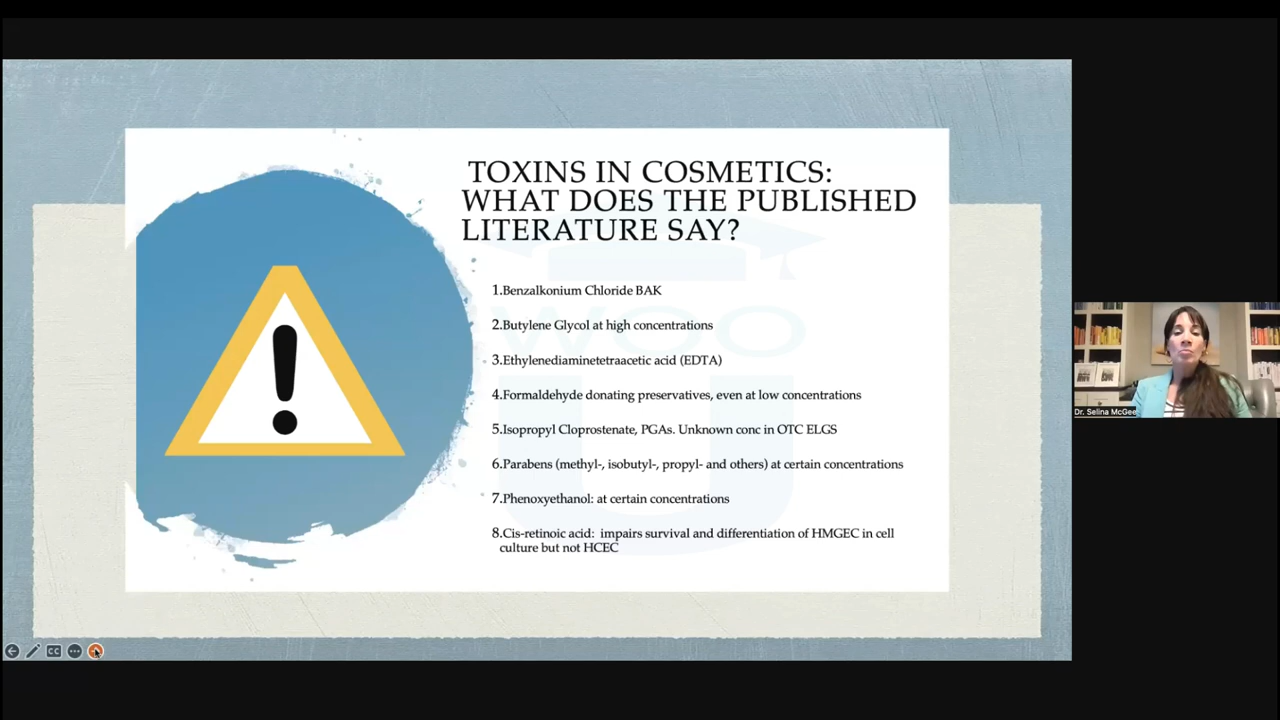 TOXINS IN COSMETICS:
WHAT DOES THE PUBLISHED
LITERATURE SAY?
1.Benzalkonium Chloride BAK
2.Butylene Glycol at high concentrations
3.Ethylenediaminetetraacetic acid (EDTA)
4.Formaldehyde donating preservatives, even at low concentrations
5.Isopropyl Cloprostenate, PGAs. Unknown conc in OTC ELGS
6.Parabens (methyl-, isobutyl-, propyl- and others) at certain concentrations
7.Phenoxyethanol: at certain concentrations
8.Cis-retinoic acid: impairs survival and differentiation of HMGEC in cell
culture but not HCEC
WOO
U
Dr. Selina McGee
CC